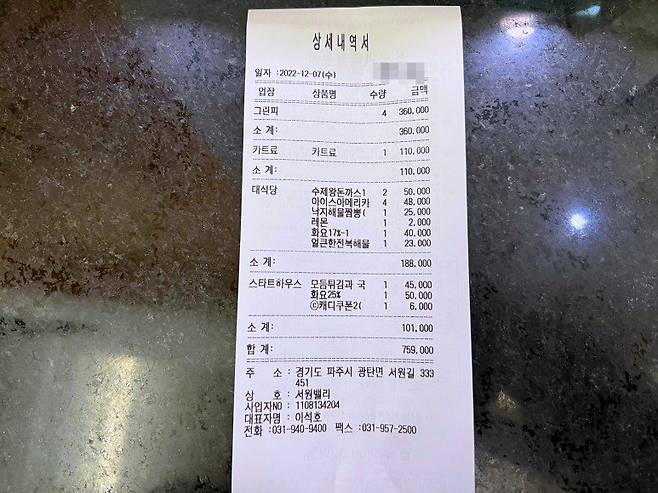 상세내역서
일자 :2022-12-07(수)
업장 상품명 수량 금액
그린피 4 360,000
소 계: 360,000
카트료 카트료 1 110,000
소 계: 110,000
대식당 수제왕돈까스1 2 50,000
아이스아메리카 4 48,000
낙지해물짬뽕( 1 25,000
레몬 1 2,000
화요17%-1 1 40,000
얼큰한전복해물 1 23,000
소 계: 188,000
스타트하우스 모듬튀김과 국 1 45,000
화요25% 1 50,000
ⓒ캐디쿠폰2( 1 6,000
소 계: 101,000
합 계: 759,000
주 소 : 경기도 파주시 광탄면 서원길 333
451
상 호 : 서원밸리
사업자NO : 1108134204
대표자명 : 이석호
전화 :031-940-9400 팩스 :031-957-2500